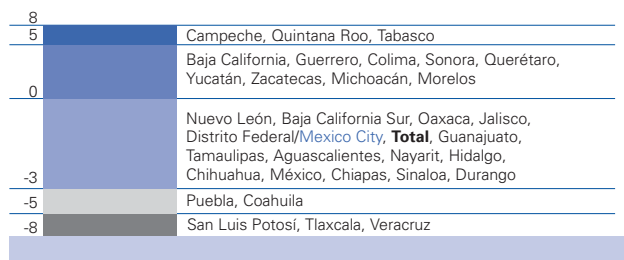 8
5
Campeche, Quintana Roo, Tabasco
Baja California, Guerrero, Colima, Sonora, Querétaro,
Yucatán, Zacatecas, Michoacán, Morelos
0
Nuevo León, Baja California Sur, Oaxaca, Jalisco,
Distrito Federal/Mexico City, Total, Guanajuato,
Tamaulipas, Aguascalientes, Nayarit, Hidalgo,
Chihuahua, México, Chiapas, Sinaloa, Durango
-3
Puebla, Coahuila
-5
San Luis Potosí, Tlaxcala, Veracruz
-8